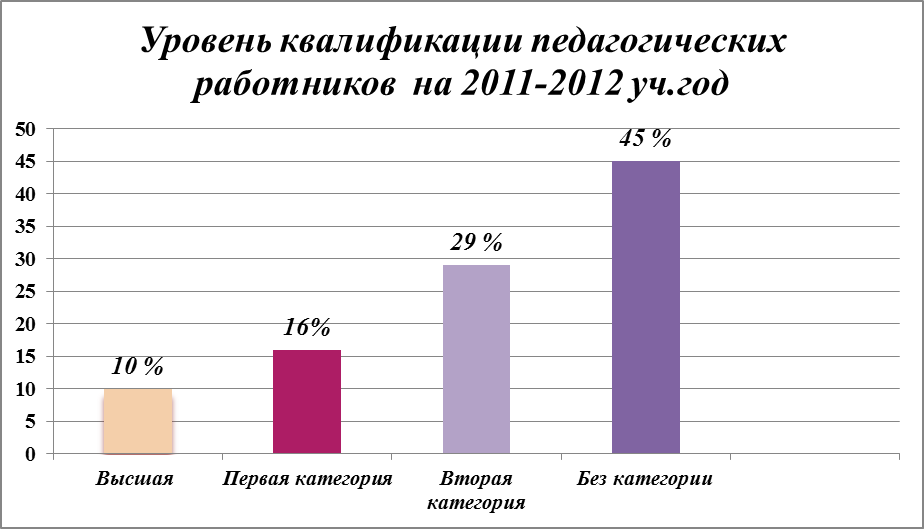 Уровень квалификации педагогических
работников на 2011-2012 уч.год
50
45
40
35
30
25
20
15
10
5
0
10 %
16%
29 %
45 %
Высшая
Первая категория
Вторая
категория
Без категории